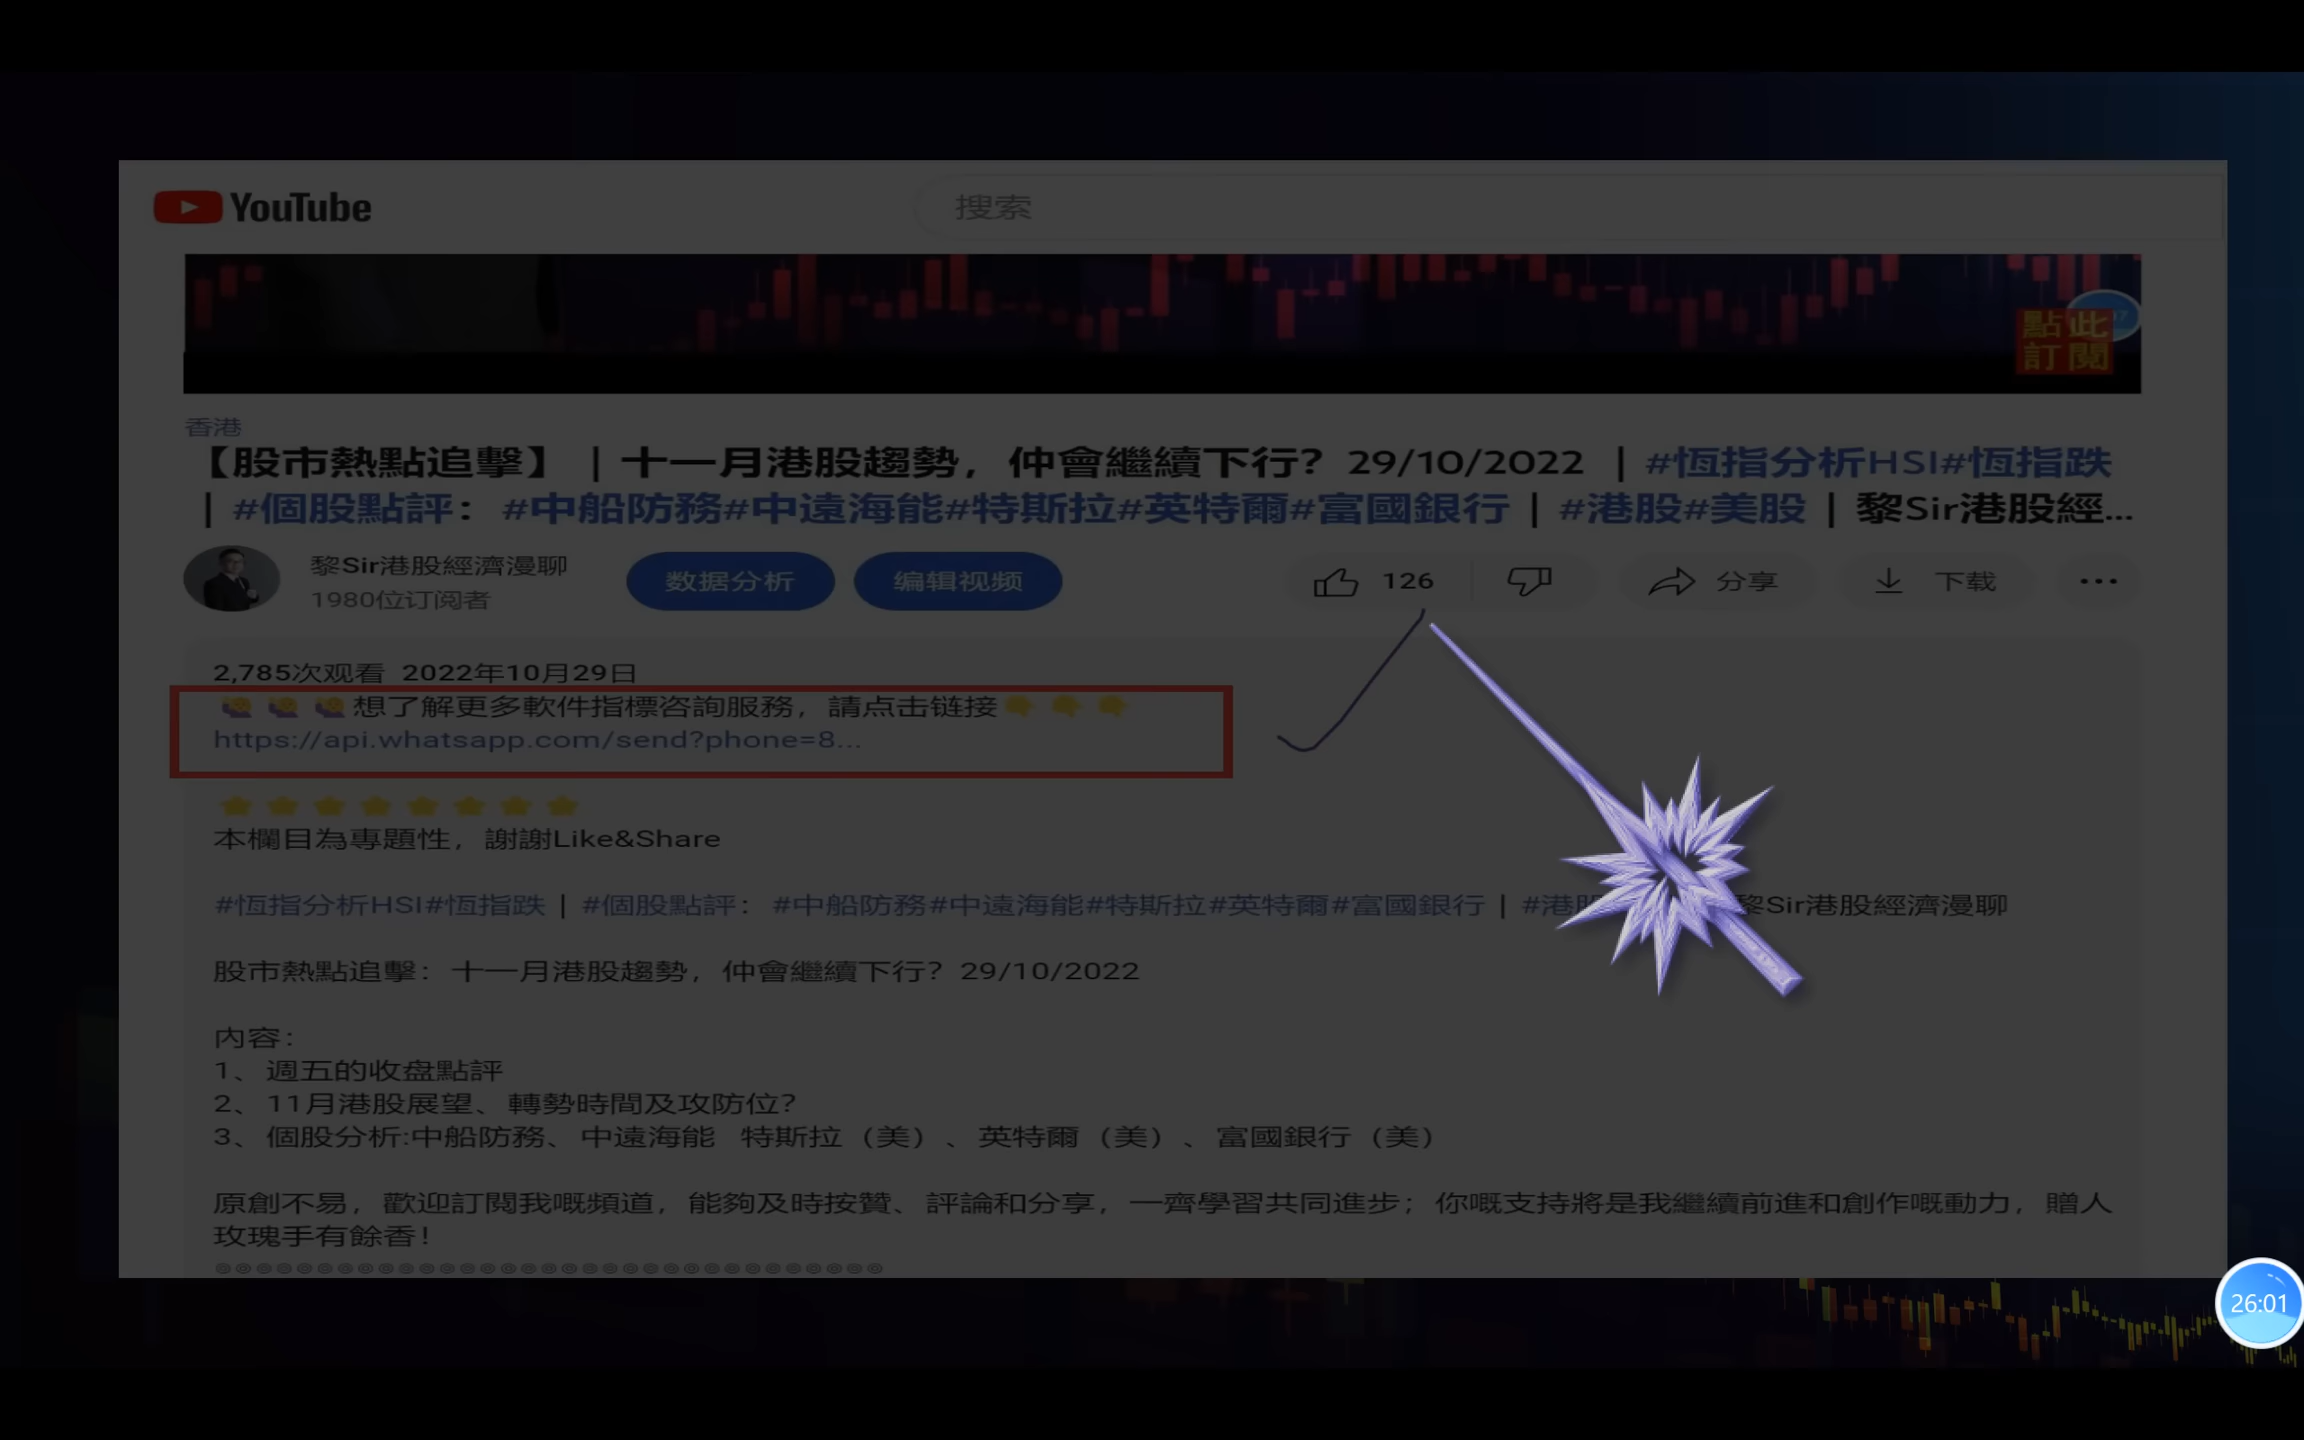 YouTube
搜索
點此
訂閱
香港
【股市熱點追擊】｜十一月港股趨勢，仲會繼續下行？29/10/2022 ｜#恆指分析HSI#恆指跌
｜#個股點評：#中船防務#中遠海能#特斯拉#英特爾#富國銀行｜#港股#美股｜黎Sir港股經...
黎Sir港股經濟漫聊
1980位订阅者
数据分析
编辑视频
126
分享
下载
2,785次观看 2022年10月29日
想了解更多軟件指標咨詢服務，請点击链接
https://api.whatsapp.com/send?phone=8...
本欄目為專題性，謝謝Like&Share
#恆指分析HSI#恆指跌｜#個股點評：#中船防務#中遠海能#特斯拉#英特爾#富國銀行｜#港股 黎Sir港股經濟漫聊
股市熱點追擊：十一月港股趨勢，仲會繼續下行？29/10/2022
內容：
1、週五的收盘點評
2、11月港股展望、轉勢時間及攻防位？
3、個股分析:中船防務、中遠海能 特斯拉（美）、英特爾（美）、富國銀行（美）
原創不易，歡迎訂閱我嘅頻道，能夠及時按贊、評論和分享，一齊學習共同進步；你嘅支持將是我繼續前進和創作嘅動力，贈人
玫瑰手有餘香！
26:01